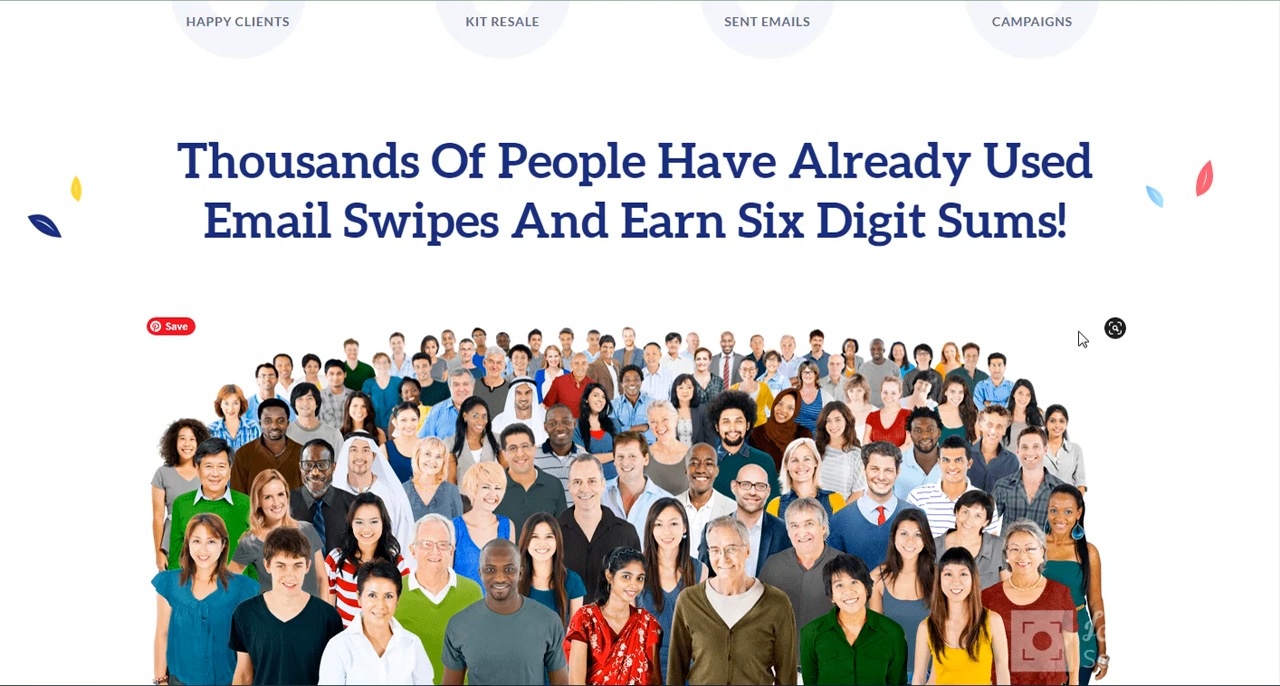 HAPPY CLIENTS
KIT RESALE
SENT EMAILS
CAMPAIGNS
Thousands Of People Have Already Used
Email Swipes And Earn Six Digit Sums!
Save